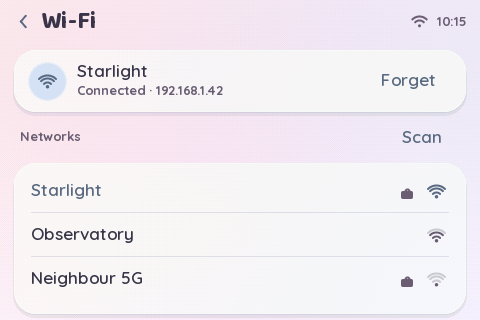 Wi-Fi
10:15
Starlight
Connected · 192.168.1.42
Forget
Networks
Scan
Starlight
Observatory
Neighbour 5G